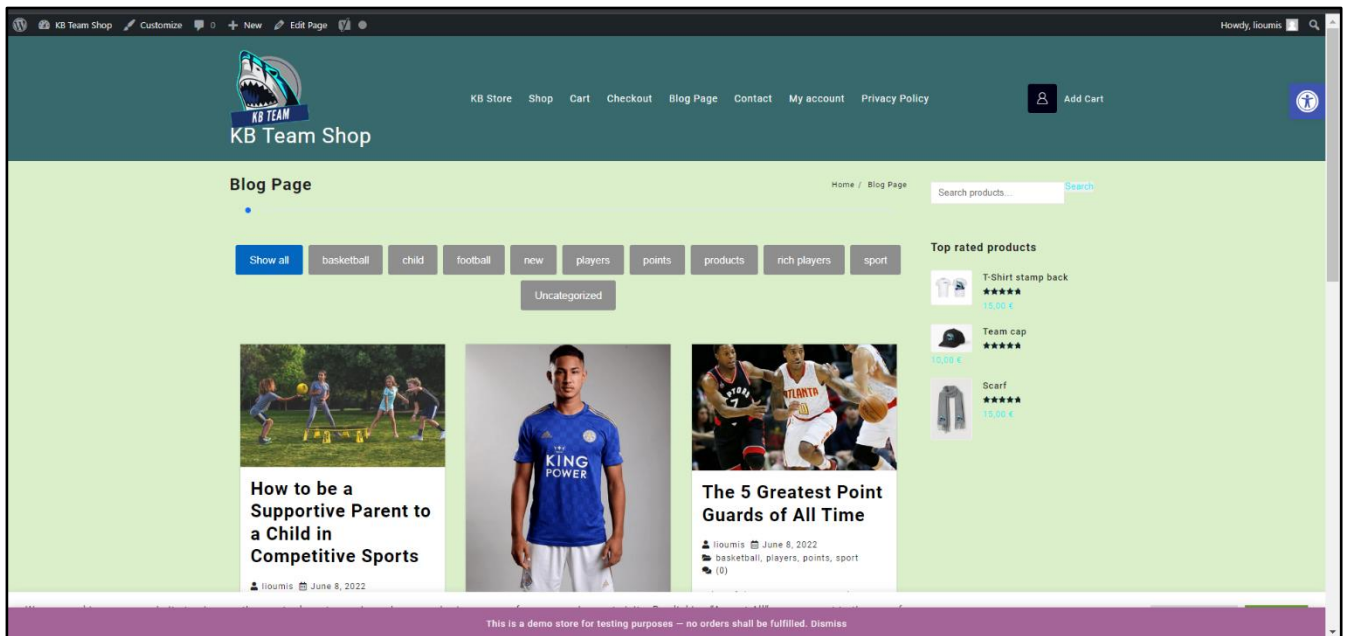 KB Team Shop Customize 0 New Edit Page Howdy, lioumis
KB TEAM
KB Team Shop
KB Store Shop Cart Checkout Blog Page Contact My account Privacy Policy
Add Cart
Blog Page
Home / Blog Page
Search products...
Search
Show all basketball child football new players points products rich players sport
Uncategorized
Top rated products
T-Shirt stamp back
15,00 €
Team cap
10,00 €
Scarf
15,00 €
How to be a
Supportive Parent to
a Child in
Competitive Sports
lioumis June 8, 2022
KING
POWER
ATLANTA
The 5 Greatest Point
Guards of All Time
lioumis June 8, 2022
basketball, players, points, sport
(0)
This is a demo store for testing purposes — no orders shall be fulfilled. Dismiss